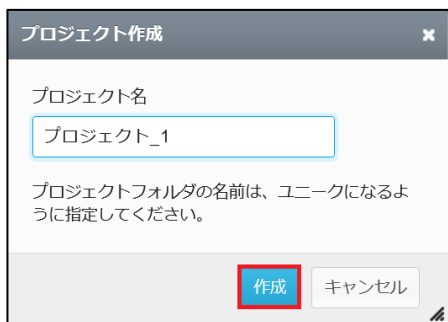 プロジェクト作成
プロジェクト名
プロジェクト_1
プロジェクトフォルダの名前は、ユニークになるよ
うに指定してください。
作成 キャンセル